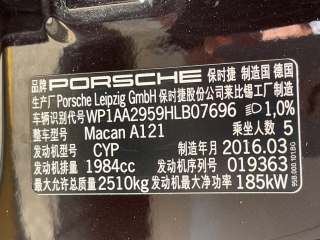 品牌 PORSCHE 保时捷 制造国 德国
生产厂 Porsche Leipzig GmbH 保时捷股份公司莱比锡工厂制造
车辆识别代号 WP1AA2959HLB07696 1,0%
整车型号 Macan A121 乘坐人数 5
发动机型号 CYP 制造年月 2016.03
发动机排量 1984cc 发动机序列号 019363
最大允许总质量 2510kg 发动机最大净功率 185kW
95B.000.101.BG